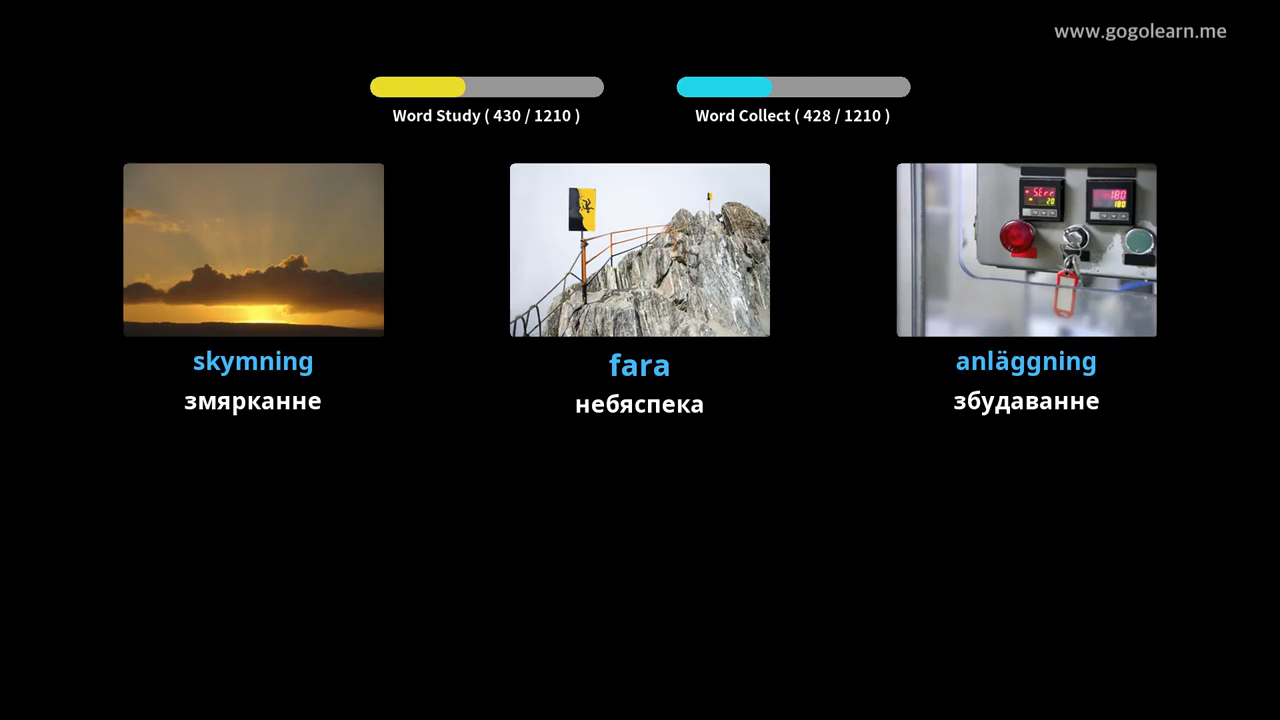 www.gogolearn.me
Word Study ( 430 / 1210 )
Word Collect ( 428 / 1210 )
skymning
fara
anläggning
змярканне
небяспека
збудаванне